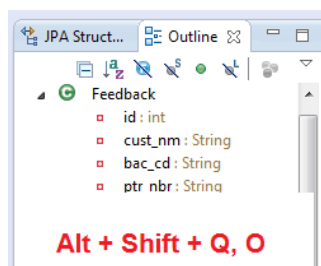 JPA Struct... Outline
Feedback
id : int
cust_nm : String
bac_cd : String
ptr_nbr : String
Alt + Shift + Q, O